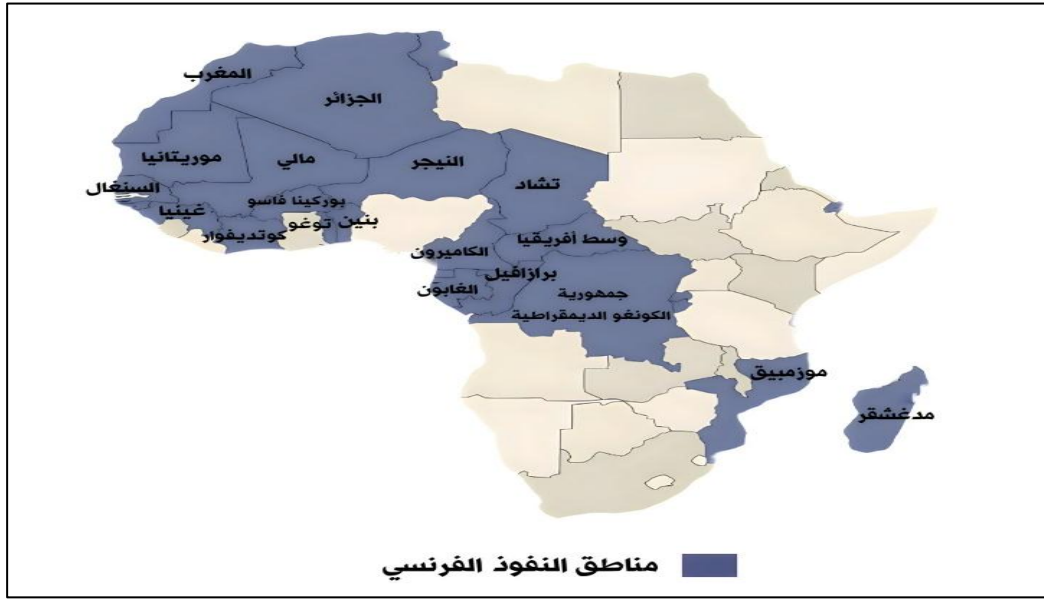 المغرب
الجزائر
موريتانيا
مالي
النيجر
تشاد
السنغال
بوركينا فاسو
غينيا
بنين
توغو
كوتديفوار
وسط أفريقيا
الكاميرون
برازافيل
الغابون
جمهورية
الكونغو الديمقراطية
موزمبيق
مدغشقر
مناطق النفوذ الفرنسي